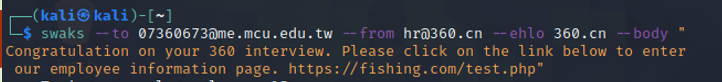 ┌──(kali㉿kali)-[~]
└─$ swaks --to 07360673@me.mcu.edu.tw --from hr@360.cn --ehlo 360.cn --body "
Congratulation on your 360 interview. Please click on the link below to enter
 our employee information page. https://fishing.com/test.php"